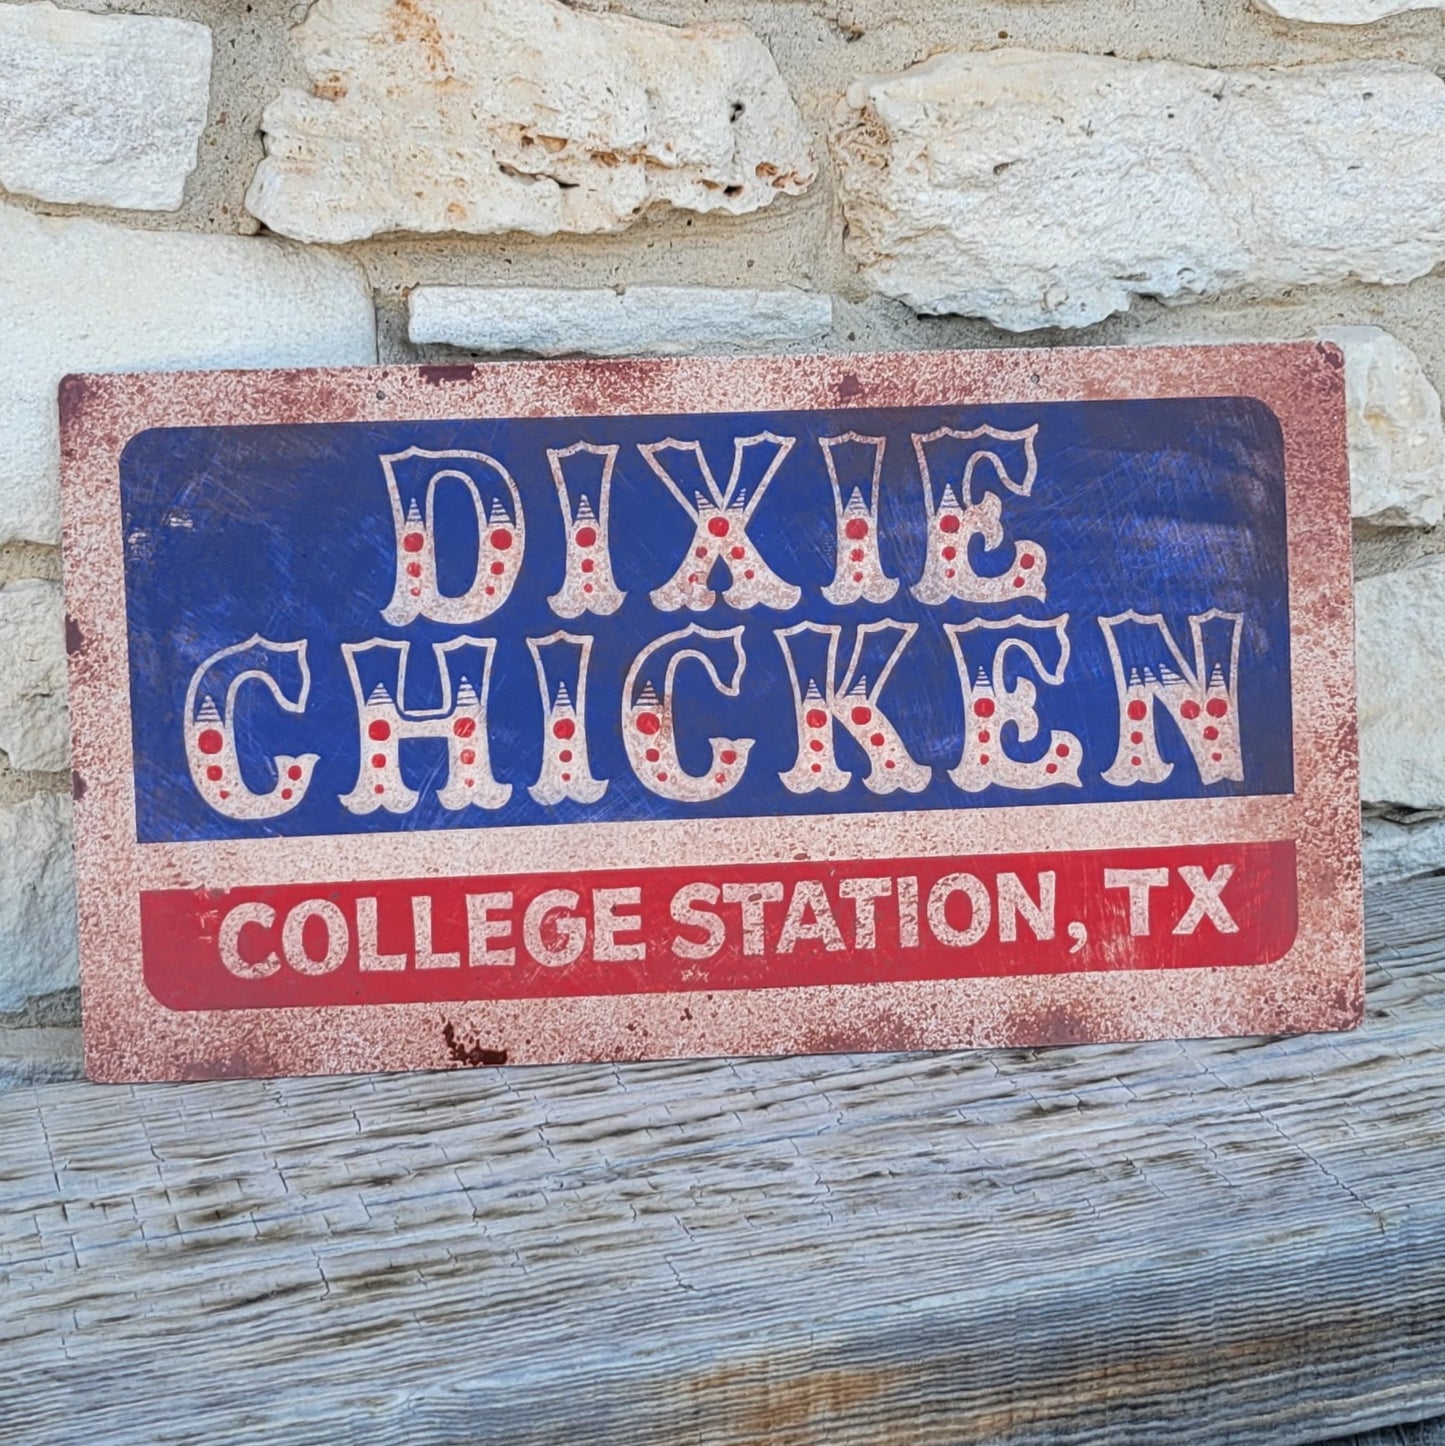 DIXIE
CHICKEN
COLLEGE STATION, TX